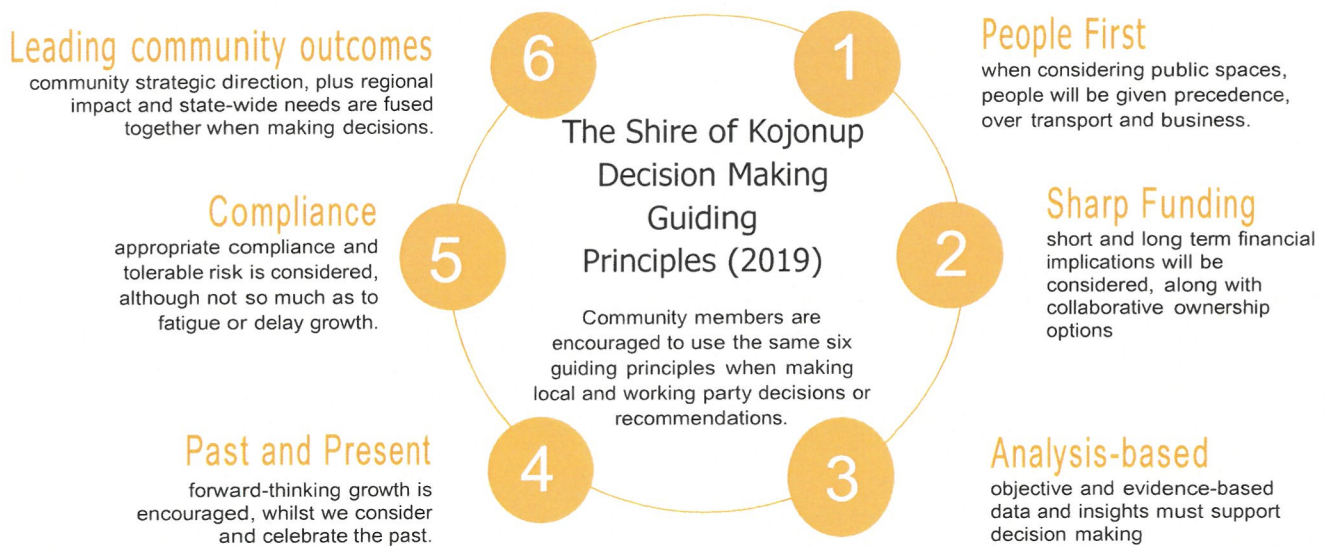 The Shire of Kojonup
Decision Making
Guiding
Principles (2019)
Community members are
encouraged to use the same six
guiding principles when making
local and working party decisions or
recommendations.
1
People First
when considering public spaces,
people will be given precedence,
over transport and business.
2
Sharp Funding
short and long term financial
implications will be
considered, along with
collaborative ownership
options
3
Analysis-based
objective and evidence-based
data and insights must support
decision making
4
Past and Present
forward-thinking growth is
encouraged, whilst we consider
and celebrate the past.
5
Compliance
appropriate compliance and
tolerable risk is considered,
although not so much as to
fatigue or delay growth.
6
Leading community outcomes
community strategic direction, plus regional
impact and state-wide needs are fused
together when making decisions.